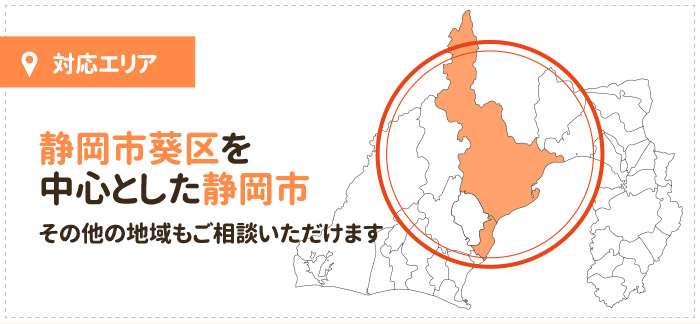 対応エリア
静岡市葵区を
中心とした静岡市
その他の地域もご相談いただけます